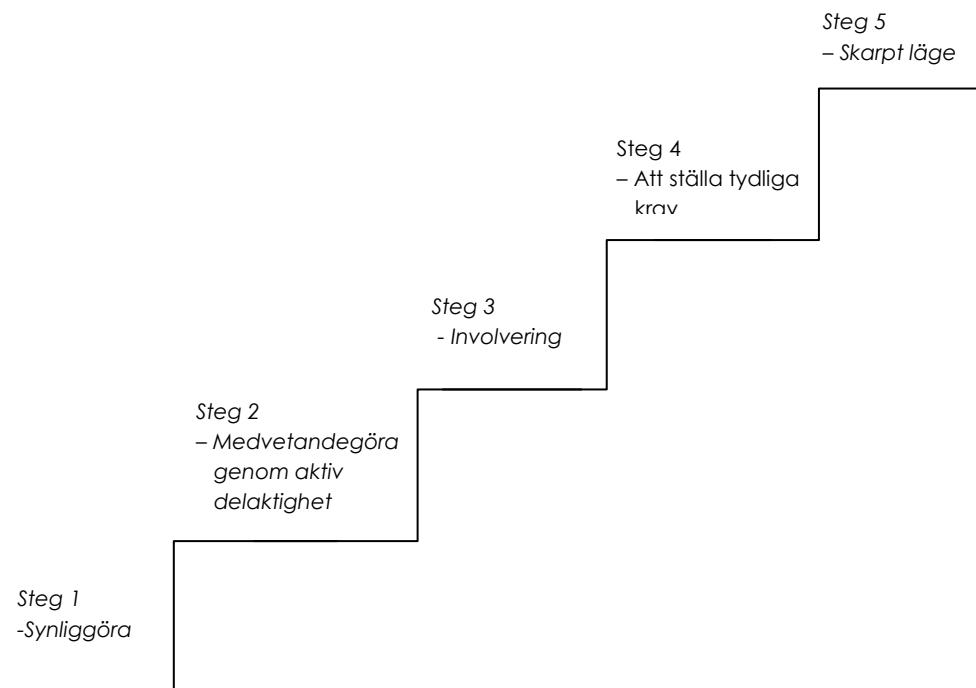 Steg 5
– Skarpt läge
Steg 4
– Att ställa tydliga
krav
Steg 3
- Involvering
Steg 2
– Medvetandegöra
genom aktiv
delaktighet
Steg 1
-Synliggöra